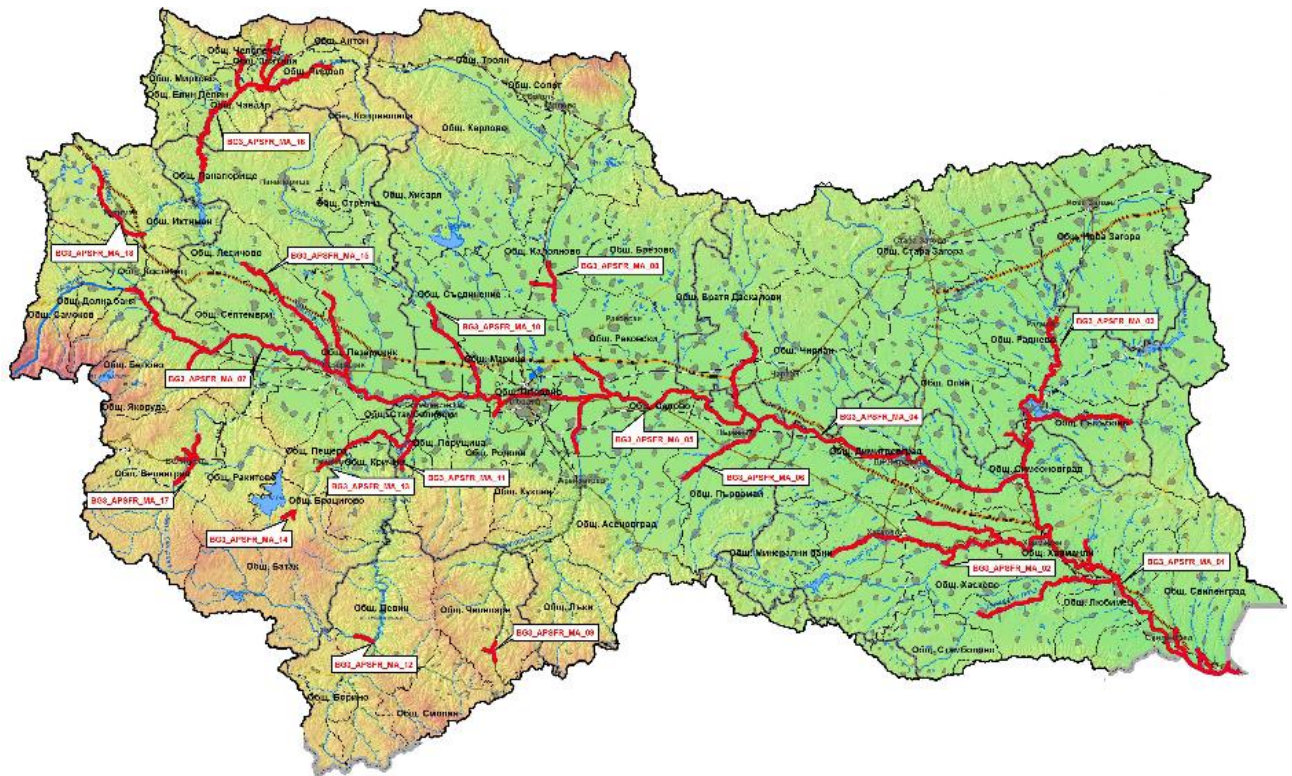 Общ. Антон
Общ. Чавдар
Общ. Мирково
Общ. Елин Пелин
Общ. Копривщица
Общ. Сопот
Общ. Карлово
BG3_APSFR_MA_16
Общ. Панагюрище
Общ. Стрелча
Общ. Хисаря
Общ. Ихтиман
BG3_APSFR_MA_18
Общ. Лесичово
BG3_APSFR_MA_15
Общ. Костенец
Общ. Долна баня
Общ. Самоков
Общ. Септември
Общ. Съединение
Общ. Калояново
Общ. Брезово
BG3_APSFR_MA_08
Общ. Стара Загора
Общ. Нова Загора
Общ. Братя Даскалови
BG3_APSFR_MA_10
Общ. Раковски
Общ. Чирпан
Общ. Раднево
BG3_APSFR_MA_03
Общ. Марица
Общ. Пазарджик
Общ. Белово
BG3_APSFR_MA_07
Общ. Пловдив
Общ. Опан
Общ. Якоруда
Общ. Стамболийски
Общ. Садово
BG3_APSFR_MA_05
BG3_APSFR_MA_04
Общ. Гълъбово
Общ. Перущица
Общ. Родопи
Общ. Димитровград
Общ. Пещера
Общ. Кричим
Общ. Симеоновград
Общ. Велинград
Общ. Ракитово
BG3_APSFR_MA_17
BG3_APSFR_MA_13
BG3_APSFR_MA_11
BG3_APSFR_MA_06
Общ. Брацигово
Общ. Куклен
Общ. Първомай
Общ. Асеновград
BG3_APSFR_MA_14
Общ. Минерални бани
Общ. Харманли
BG3_APSFR_MA_02
BG3_APSFR_MA_01
Общ. Батак
Общ. Хасково
Общ. Любимец
Общ. Свиленград
Общ. Девин
Общ. Чепеларе
Общ. Лъки
BG3_APSFR_MA_09
BG3_APSFR_MA_12
Общ. Стамболово
Общ. Борино
Общ. Смолян